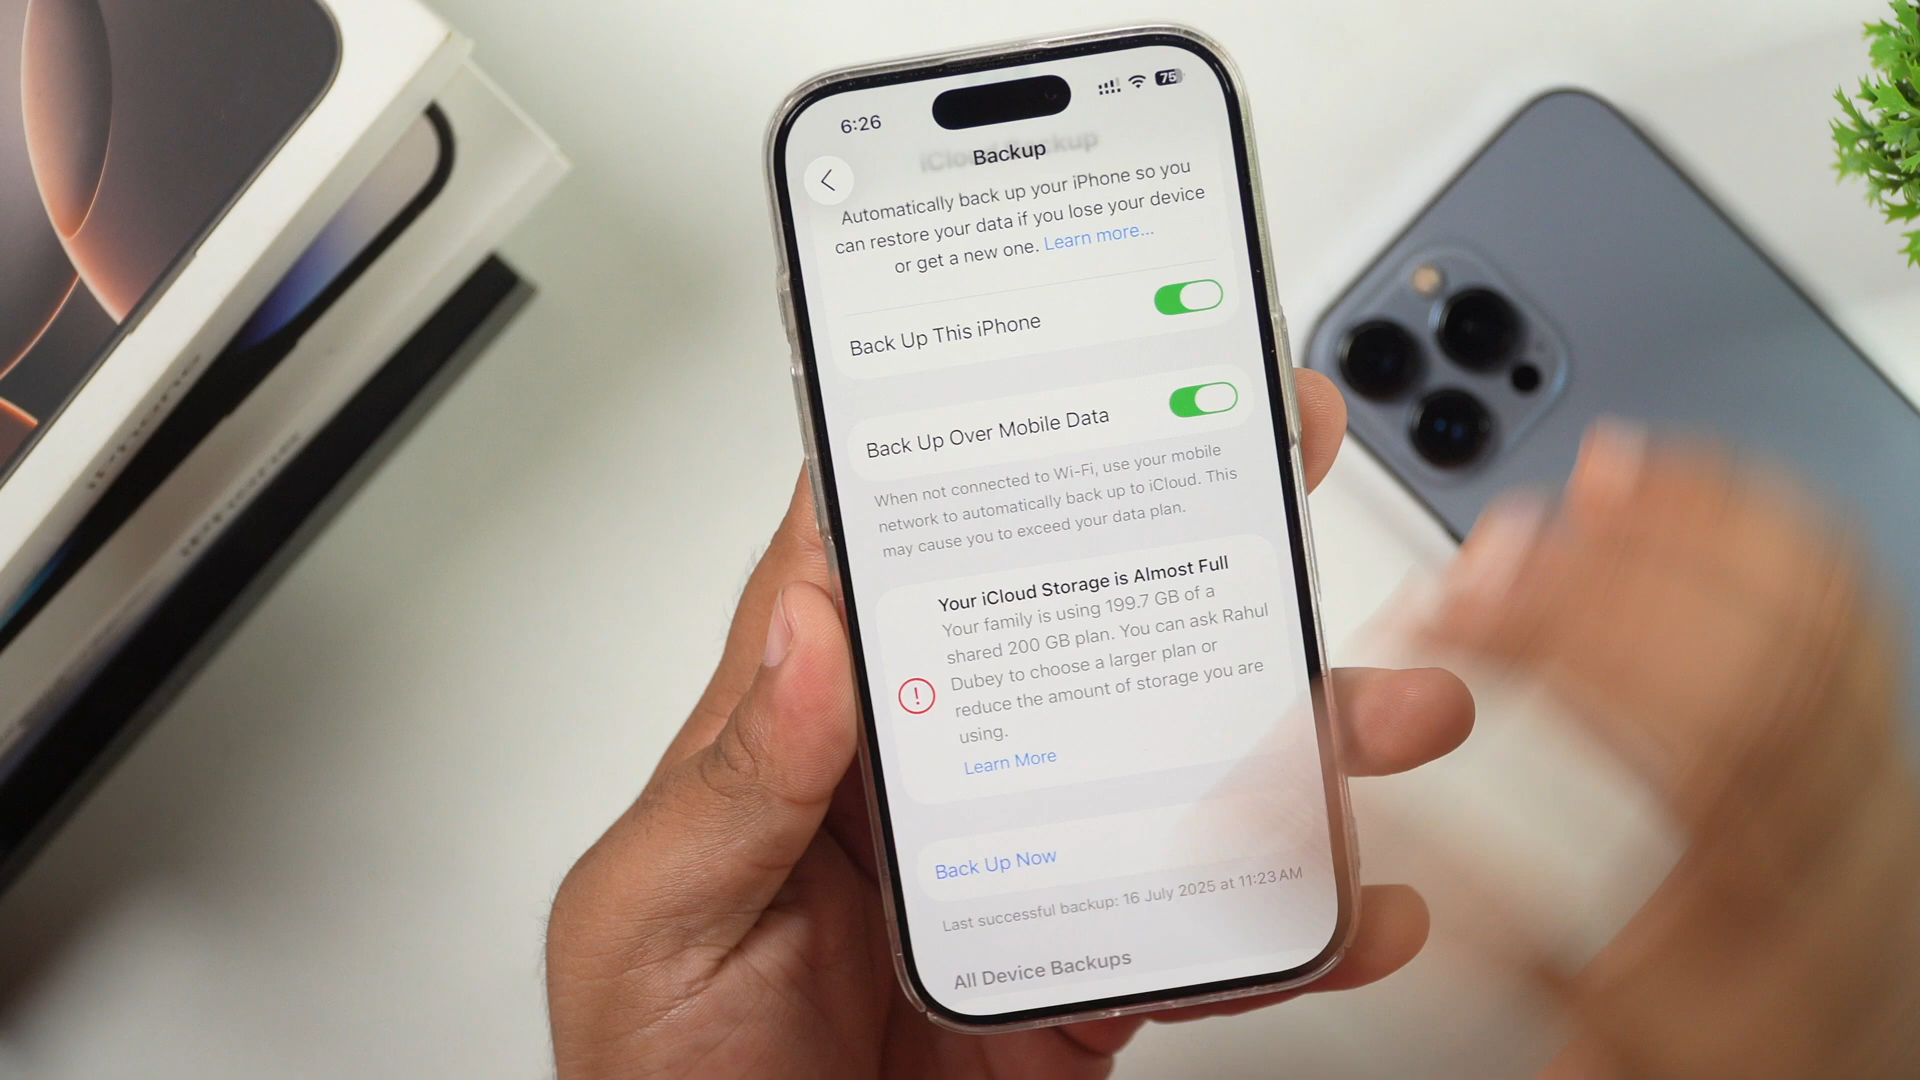 6:26
75
iCloud Backup
Backup
Automatically back up your iPhone so you
can restore your data if you lose your device
or get a new one. Learn more...
Back Up This iPhone
Back Up Over Mobile Data
When not connected to Wi-Fi, use your mobile
network to automatically back up to iCloud. This
may cause you to exceed your data plan.
Your iCloud Storage is Almost Full
Your family is using 199.7 GB of a
shared 200 GB plan. You can ask Rahul
Dubey to choose a larger plan or
reduce the amount of storage you are
using.
Learn More
Back Up Now
Last successful backup: 16 July 2025 at 11:23 AM
All Device Backups
iPhone
iPhone